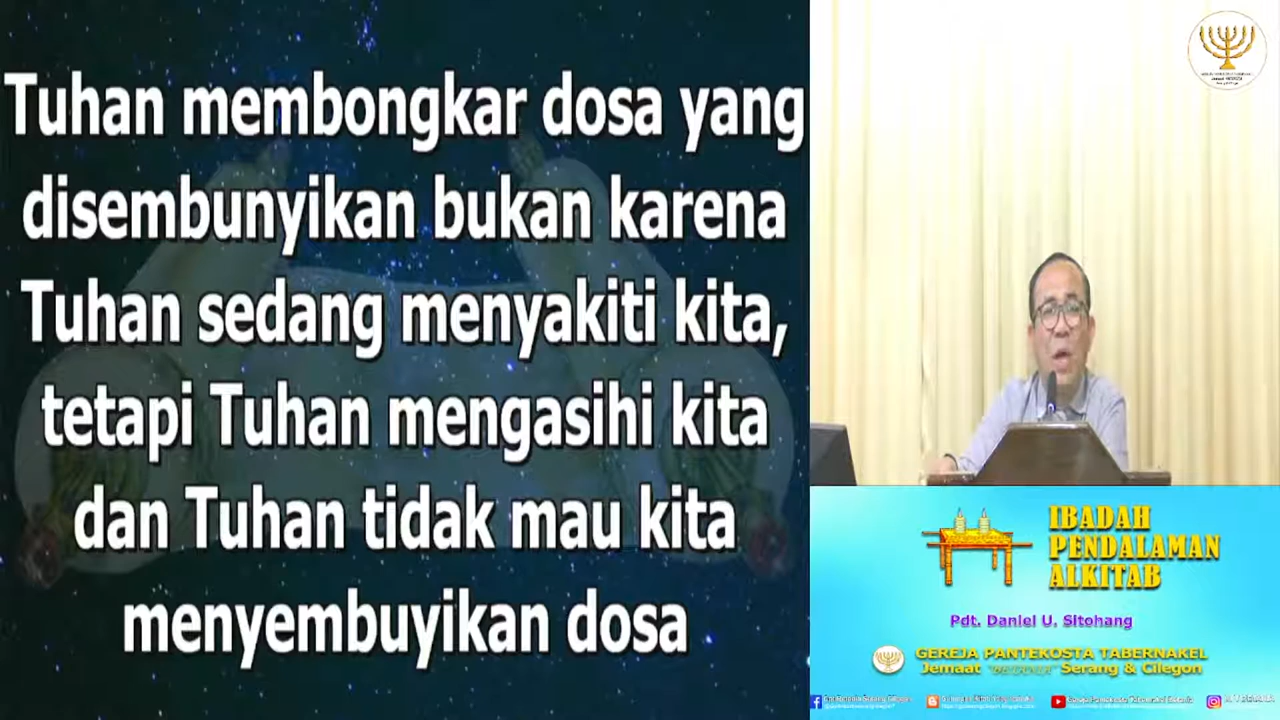 Tuhan membongkar dosa yang
disembunyikan bukan karena
Tuhan sedang menyakiti kita,
tetapi Tuhan mengasihi kita
dan Tuhan tidak mau kita
menyembuyikan dosa
IBADAH
PENDALAMAN
ALKITAB
Pdt. Daniel U. Sitohang
GEREJA PANTEKOSTA TABERNAKEL
Jemaat Serang & Cilegon